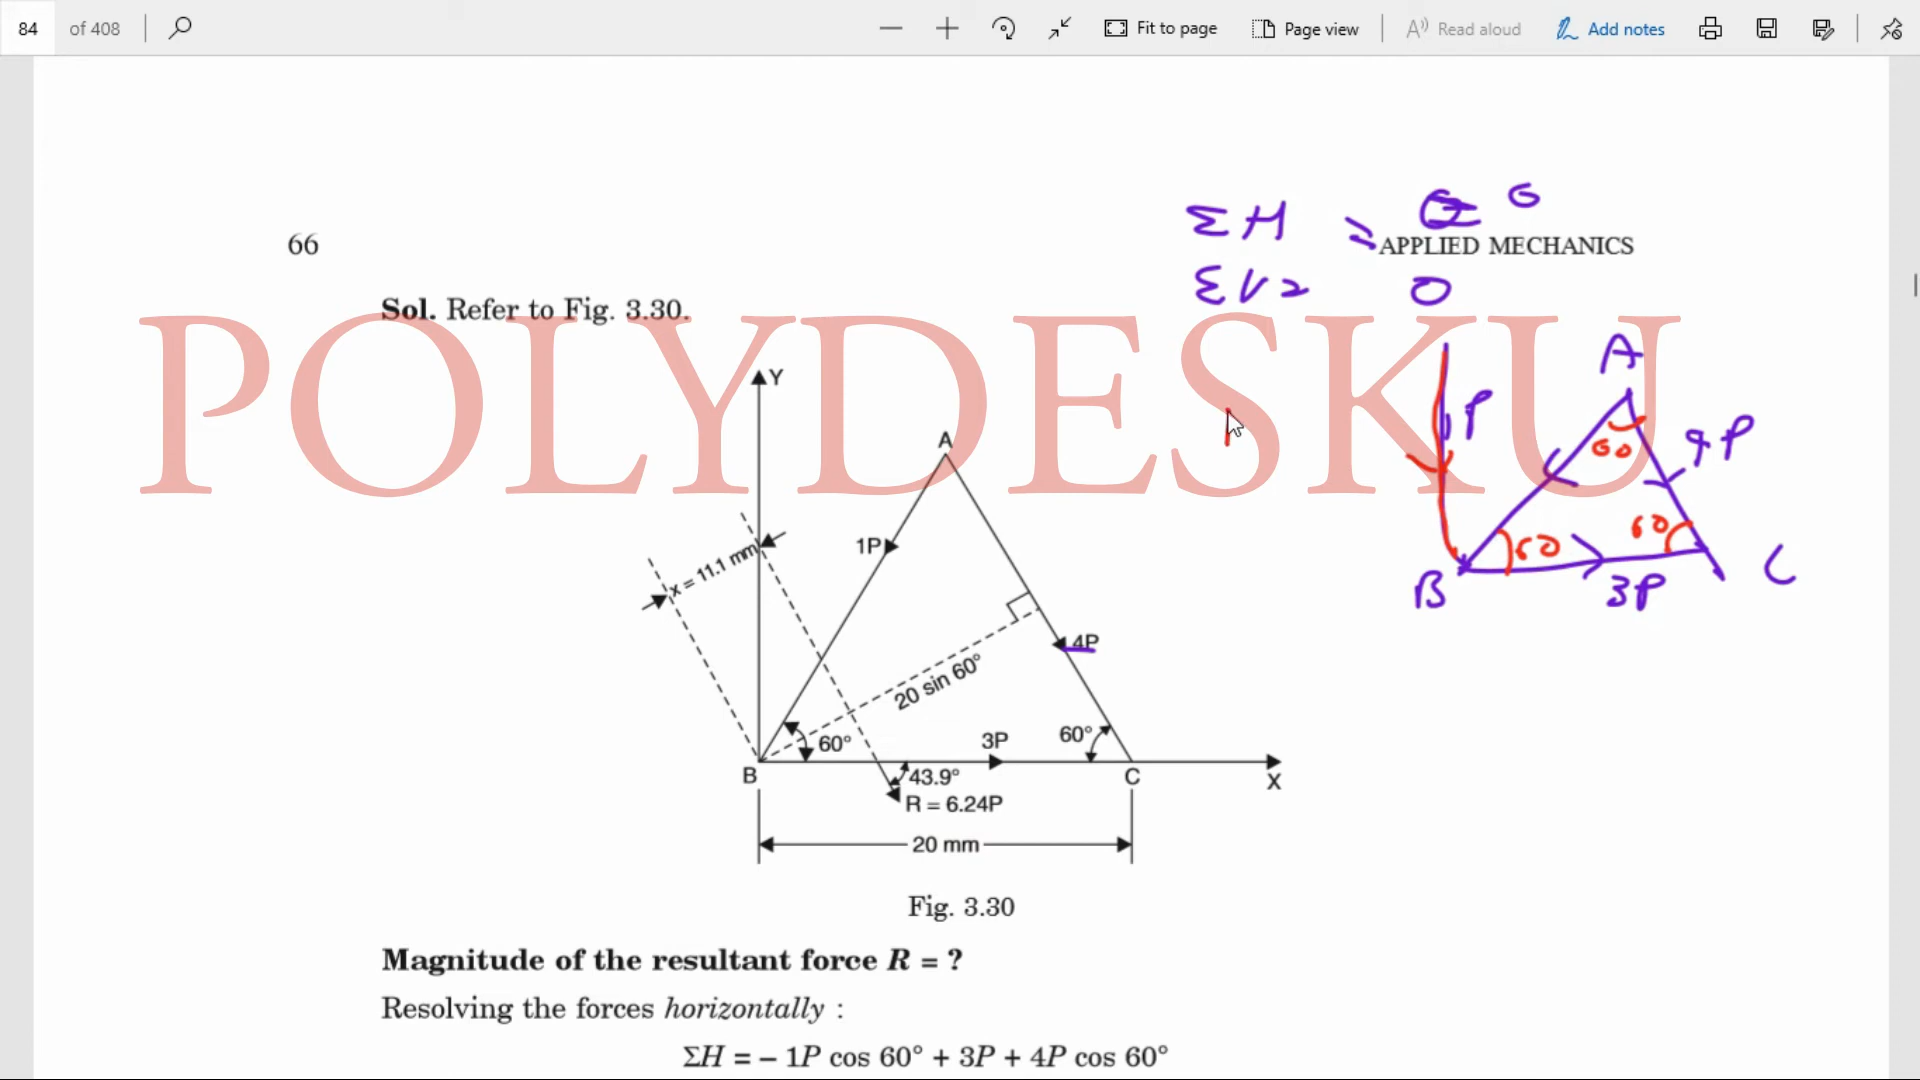 84 of 408 Fit to page Page view Read aloud Add notes
ΣH = 0
66 APPLIED MECHANICS
ΣV = 0
Sol. Refer to Fig. 3.30.
POLYDESKU
Y
A
1P
x = 11.1 mm
4P
20 sin 60°
60°
3P
60°
B
43.9°
C
X
R = 6.24P
20 mm
Fig. 3.30
A
P
4P
60
60
60
B
3P
C
Magnitude of the resultant force R = ?
Resolving the forces horizontally :
ΣH = – 1P cos 60° + 3P + 4P cos 60°